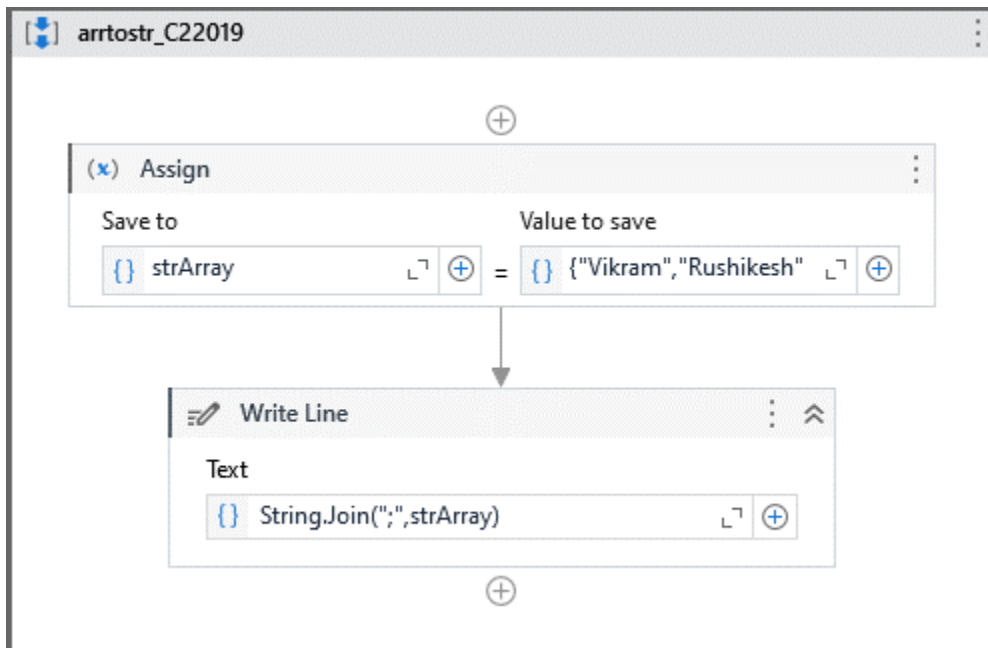 arrtostr_C22019
Assign
Save to
Value to save
strArray
=
{"Vikram","Rushikesh"
Write Line
Text
String.Join(";",strArray)